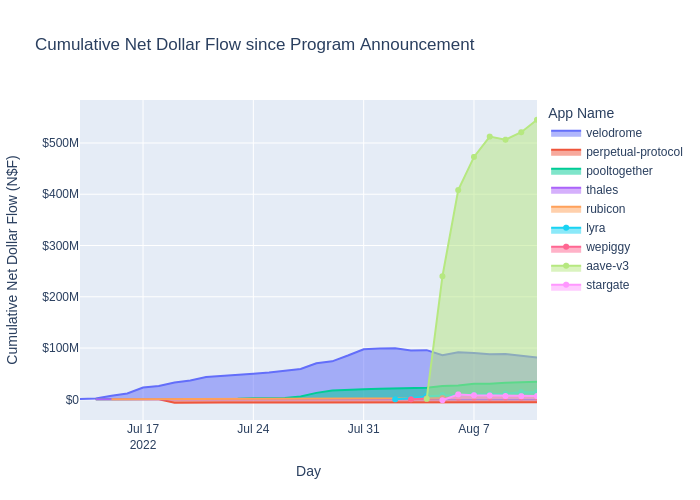 Cumulative Net Dollar Flow since Program Announcement
App Name
velodrome
perpetual-protocol
pooltogether
thales
rubicon
lyra
wepiggy
aave-v3
stargate
Cumulative Net Dollar Flow (N$F)
$500M
$400M
$300M
$200M
$100M
$0
Jul 17
2022
Jul 24
Jul 31
Aug 7
Day